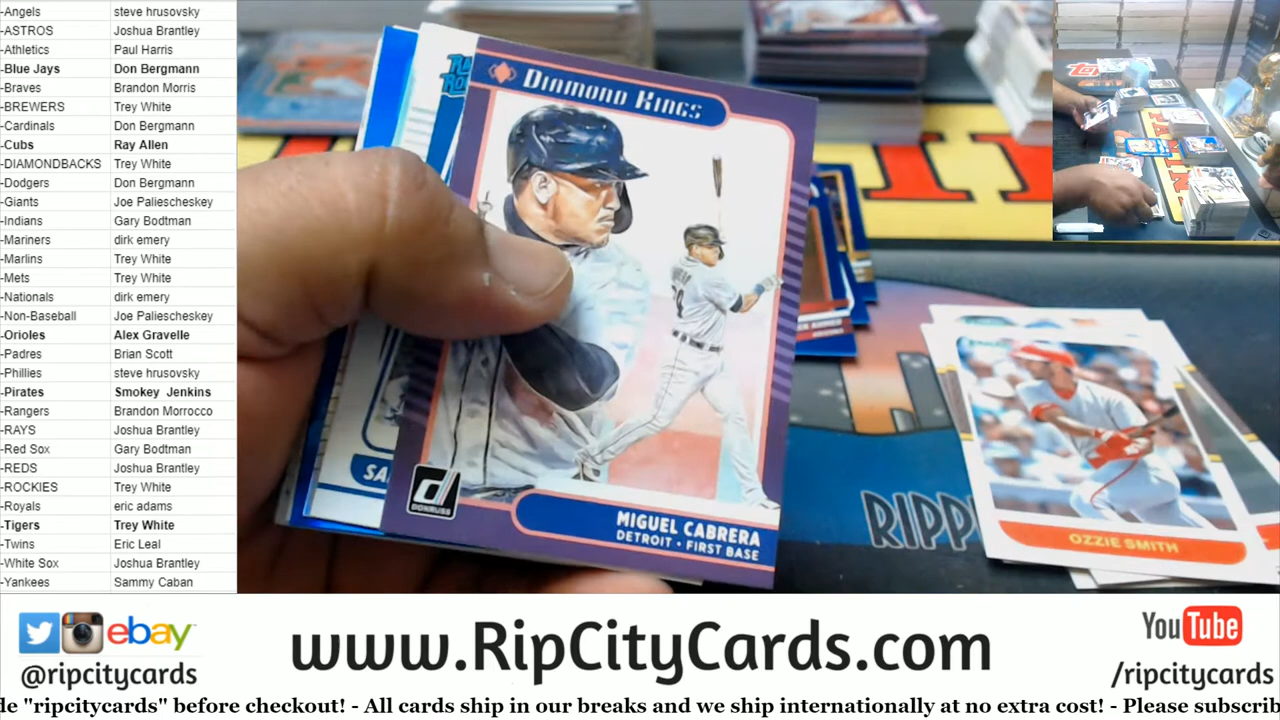 -Angels steve hrusovsky
-ASTROS Joshua Brantley
-Athletics Paul Harris
-Blue Jays Don Bergmann
-Braves Brandon Morris
-BREWERS Trey White
-Cardinals Don Bergmann
-Cubs Ray Allen
-DIAMONDBACKS Trey White
-Dodgers Don Bergmann
-Giants Joe Paliescheskey
-Indians Gary Bodtman
-Mariners dirk emery
-Marlins Trey White
-Mets Trey White
-Nationals dirk emery
-Non-Baseball Joe Paliescheskey
-Orioles Alex Gravelle
-Padres Brian Scott
-Phillies steve hrusovsky
-Pirates Smokey Jenkins
-Rangers Brandon Morrocco
-RAYS Joshua Brantley
-Red Sox Gary Bodtman
-REDS Joshua Brantley
-ROCKIES Trey White
-Royals eric adams
-Tigers Trey White
-Twins Eric Leal
-White Sox Joshua Brantley
-Yankees Sammy Caban
DIAMOND KINGS
DONRUSS
MIGUEL CABRERA
DETROIT • FIRST BASE
SA
RIPP
OZZIE SMITH
ebay
@ripcitycards
www.RipCityCards.com
YouTube
/ripcitycards
de "ripcitycards" before checkout! - All cards ship in our breaks and we ship internationally at no extra cost! - Please subscrib